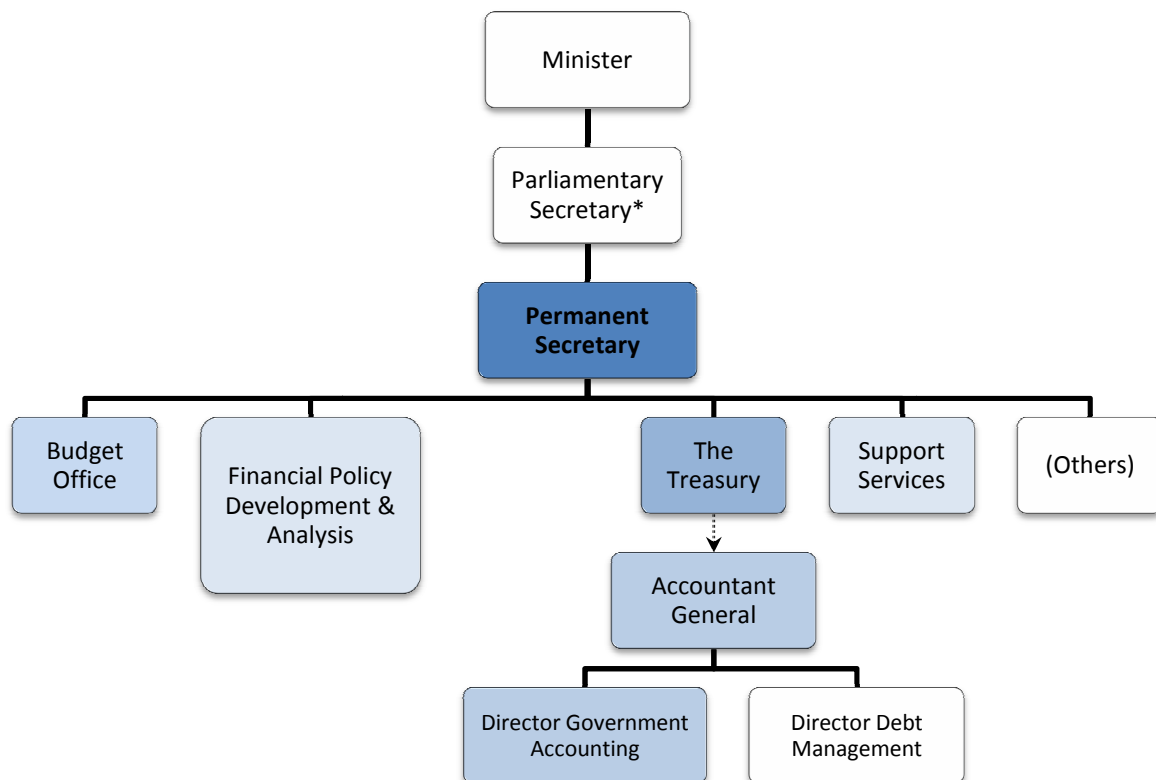 Minister
Parliamentary
Secretary*
Permanent
Secretary
Budget
Office
Financial Policy
Development &
Analysis
The
Treasury
Support
Services
(Others)
Accountant
General
Director Government
Accounting
Director Debt
Management